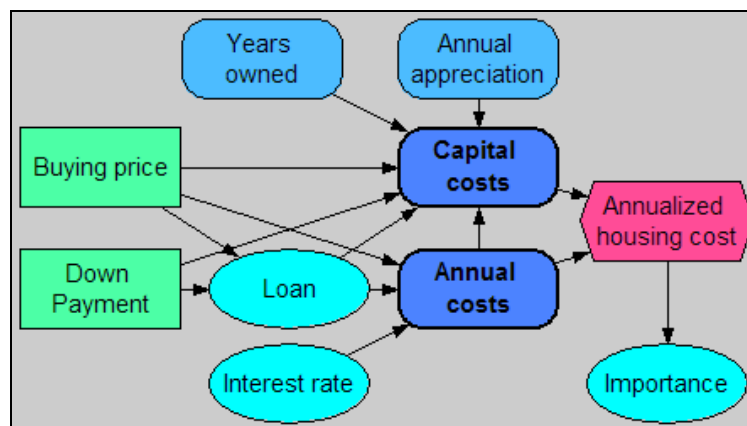 Years
owned
Annual
appreciation
Buying price
Capital
costs
Annualized
housing cost
Down
Payment
Loan
Annual
costs
Interest rate
Importance